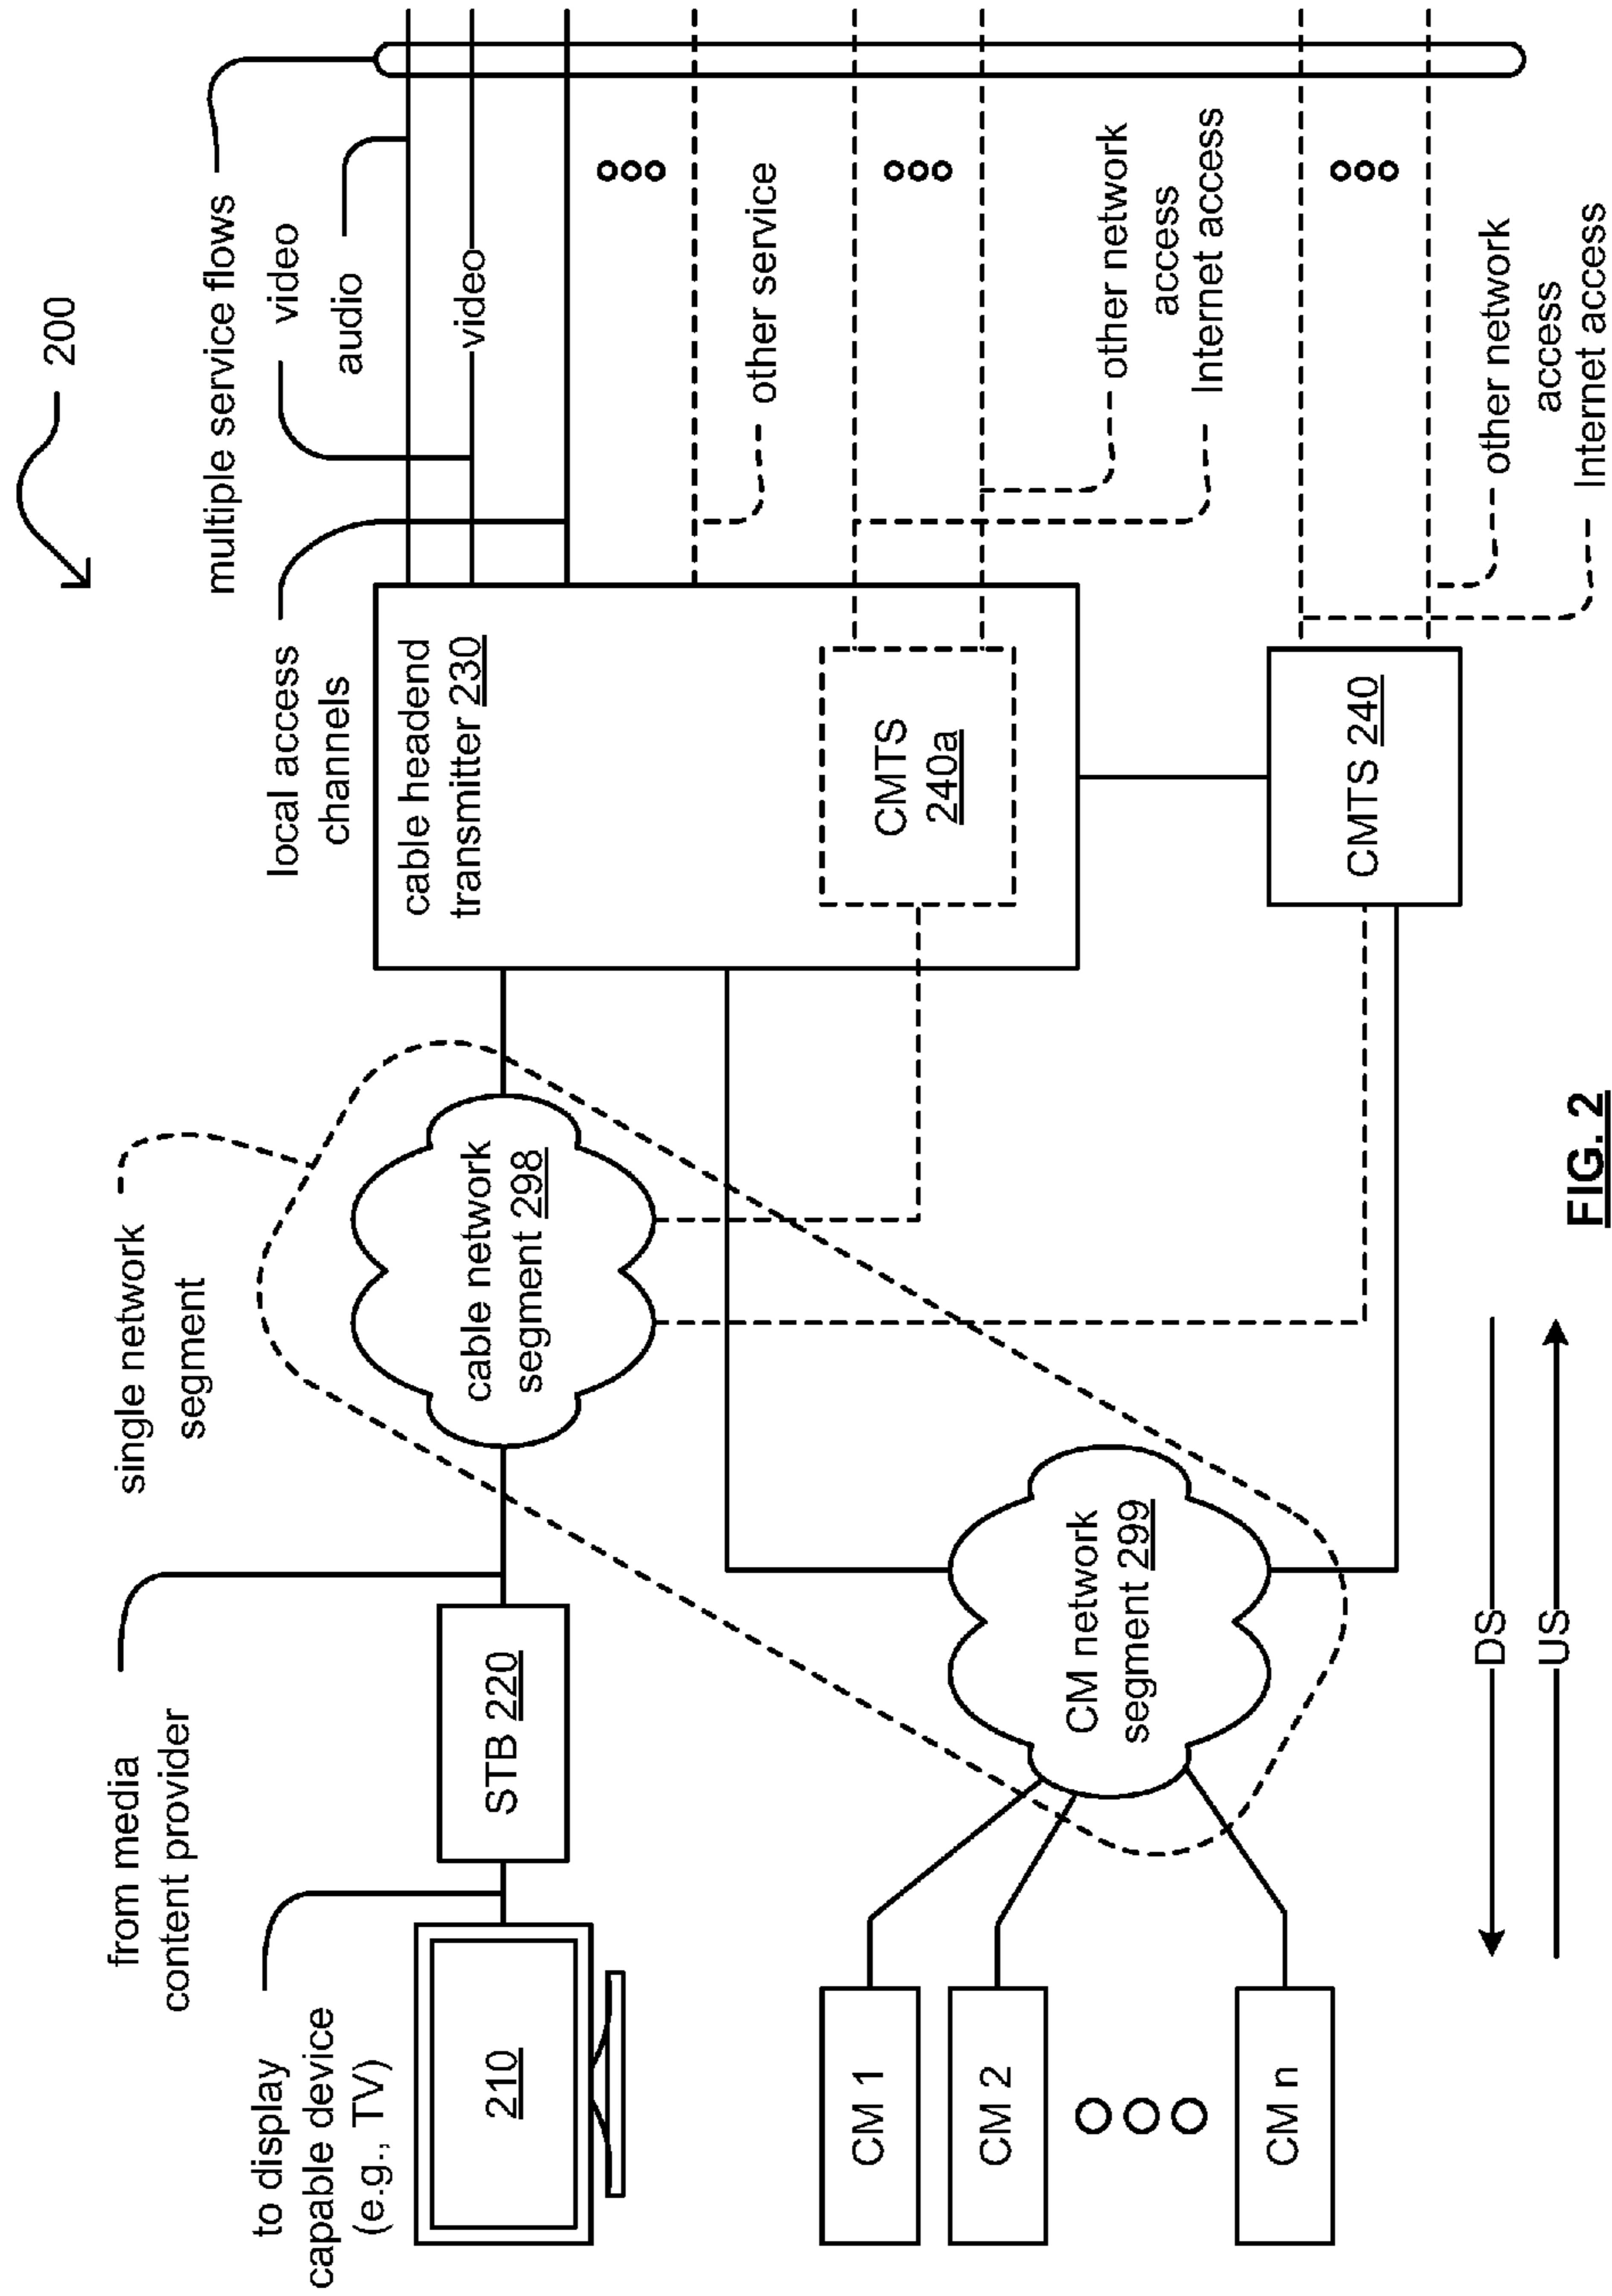 200
multiple service flows
video
audio
video
local access
channels
other service
other network
access
Internet access
other network
access
Internet access
cable headend
transmitter 230
CMTS
240a
CMTS 240
single network
segment
cable network
segment 298
CM network
segment 299
from media
content provider
STB 220
to display
capable device
(e.g., TV)
210
CM 1
CM 2
CM n
DS
US
FIG. 2